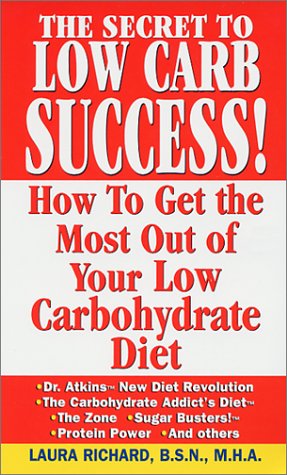 THE SECRET TO
LOW CARB
SUCCESS!
How To Get the
Most Out of
Your Low
Carbohydrate
Diet
•Dr. Atkins™ New Diet Revolution
•The Carbohydrate Addict's Diet™
•The Zone •Sugar Busters!™
•Protein Power •And others
LAURA RICHARD, B.S.N., M.H.A.